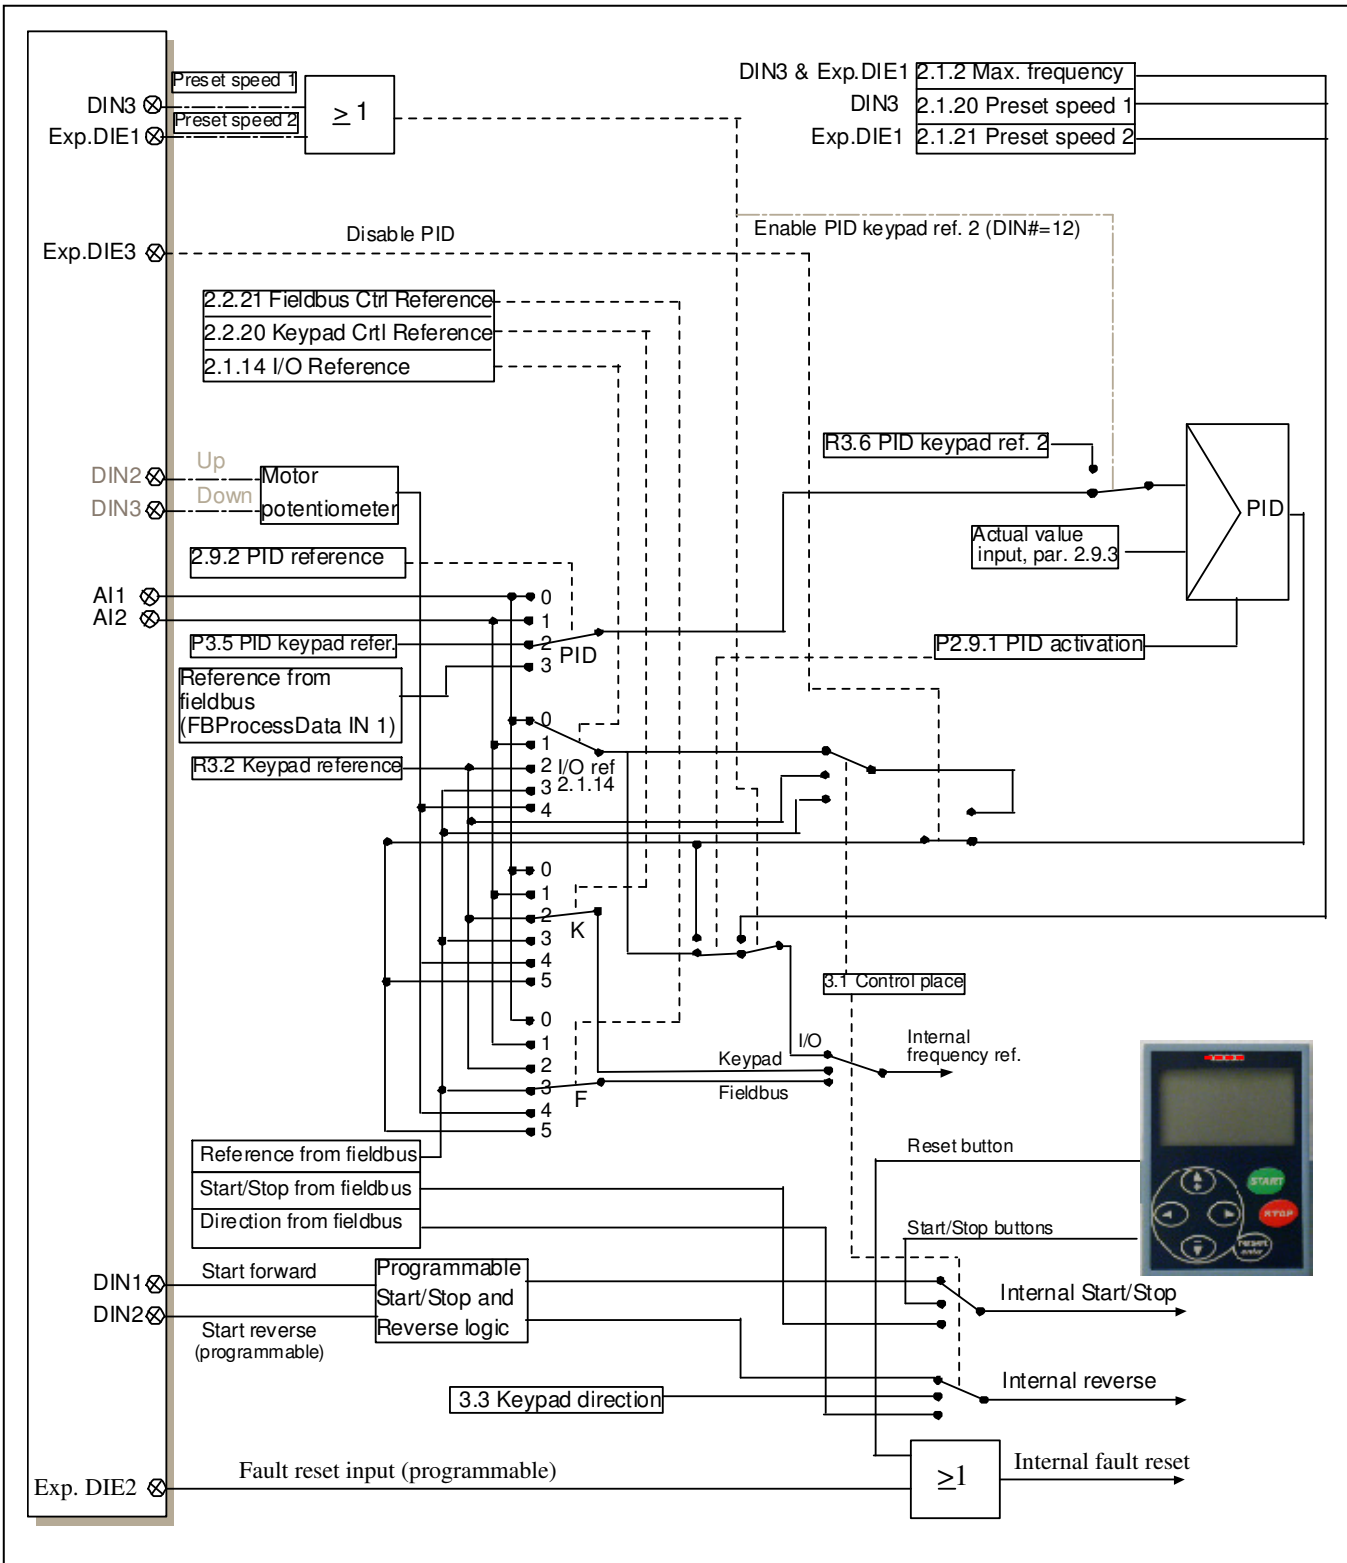 Preset speed 1
DIN3
Preset speed 2
Exp.DIE1
≥ 1
DIN3 & Exp.DIE1 2.1.2 Max. frequency
DIN3 2.1.20 Preset speed 1
Exp.DIE1 2.1.21 Preset speed 2
Enable PID keypad ref. 2 (DIN#=12)
Disable PID
Exp.DIE3
2.2.21 Fieldbus Ctrl Reference
2.2.20 Keypad Crtl Reference
2.1.14 I/O Reference
R3.6 PID keypad ref. 2
DIN2
Up
DIN3
Down
Motor
potentiometer
PID
Actual value
input, par. 2.9.3
2.9.2 PID reference
AI1
AI2
0
1
2
3
PID
P3.5 PID keypad refer.
P2.9.1 PID activation
Reference from
fieldbus
(FBProcessData IN 1)
R3.2 Keypad reference
0
1
2
3
4
I/O ref
2.1.14
0
1
2
3
4
5
K
3.1 Control place
0
1
2
3
4
5
F
I/O
Keypad
Fieldbus
Internal
frequency ref.
Reference from fieldbus
Start/Stop from fieldbus
Direction from fieldbus
Reset button
Start/Stop buttons
START
STOP
reset
enter
DIN1
Start forward
DIN2
Start reverse
(programmable)
Programmable
Start/Stop and
Reverse logic
Internal Start/Stop
3.3 Keypad direction
Internal reverse
Exp. DIE2
Fault reset input (programmable)
≥1
Internal fault reset